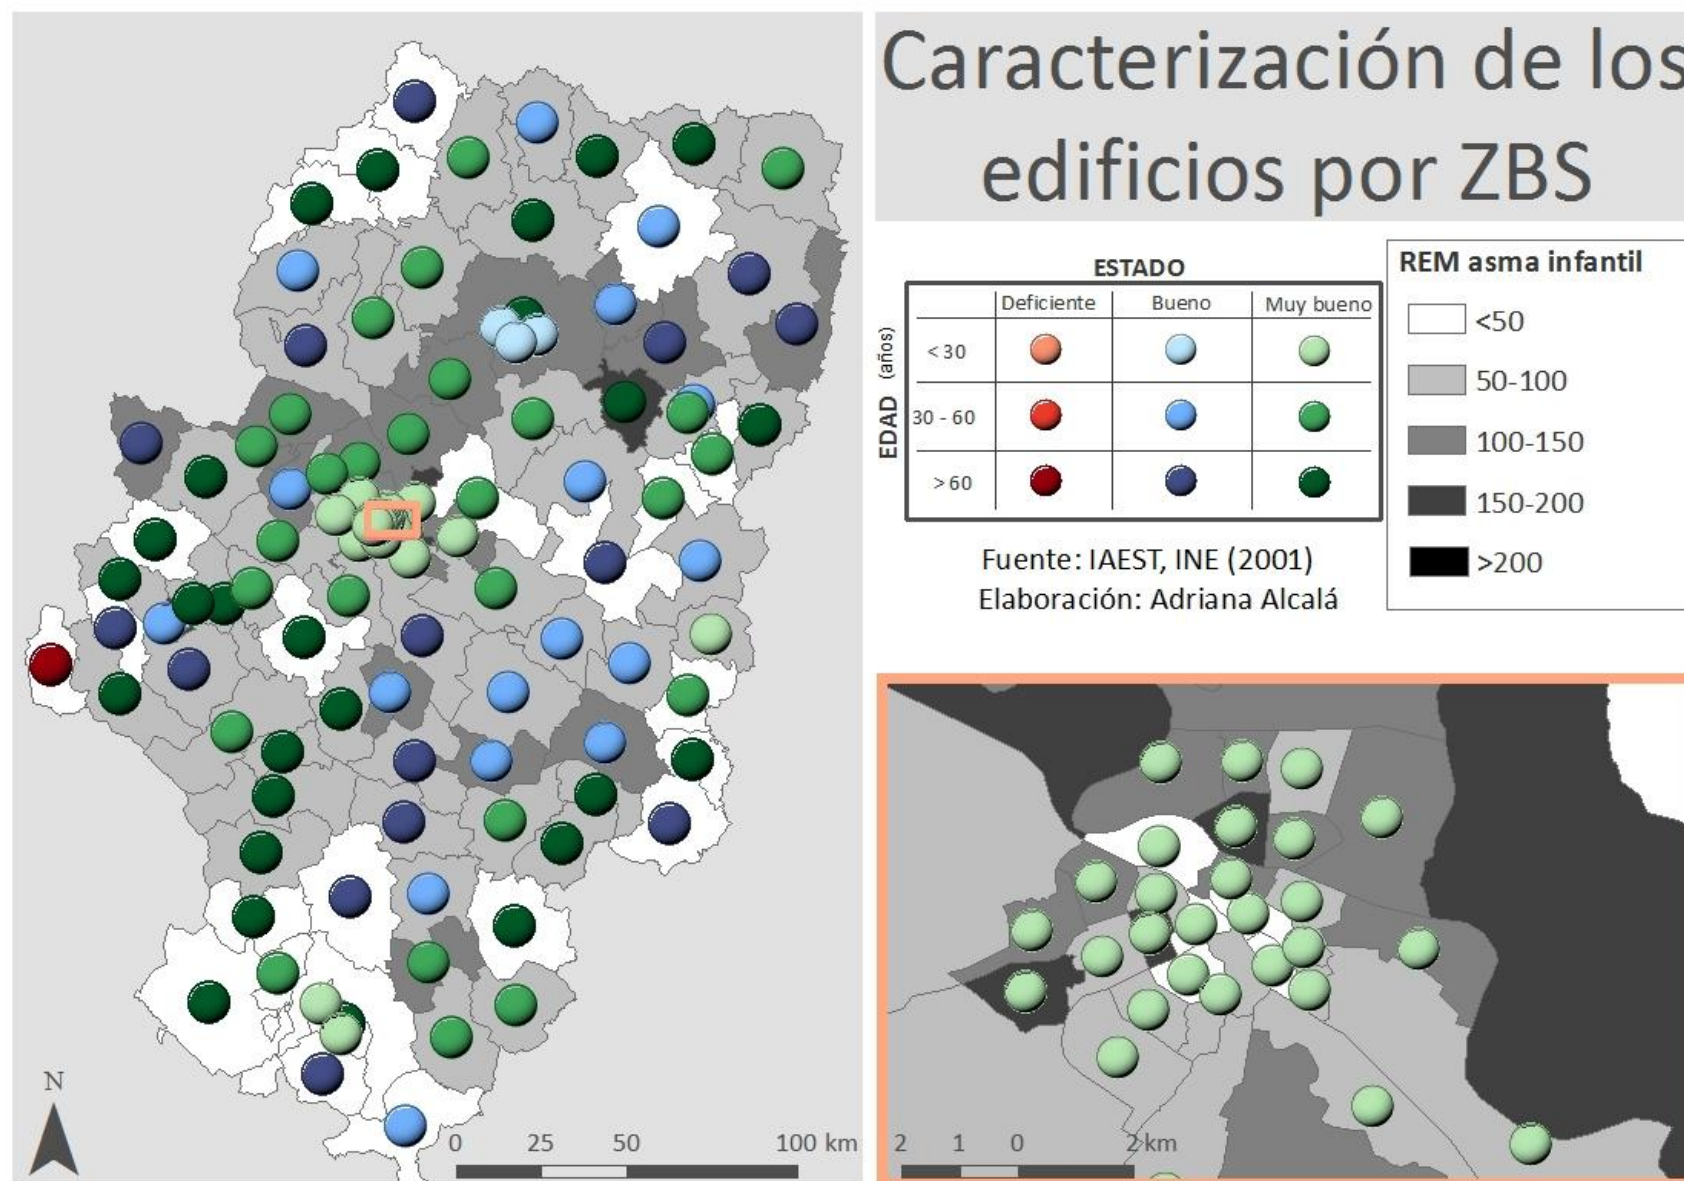 Caracterización de los
edificios por ZBS
ESTADO
Deficiente Bueno Muy bueno
EDAD (años)
< 30
30 - 60
> 60
REM asma infantil
<50
50-100
100-150
150-200
>200
Fuente: IAEST, INE (2001)
Elaboración: Adriana Alcalá
N
0 25 50 100 km
2 1 0 2 km